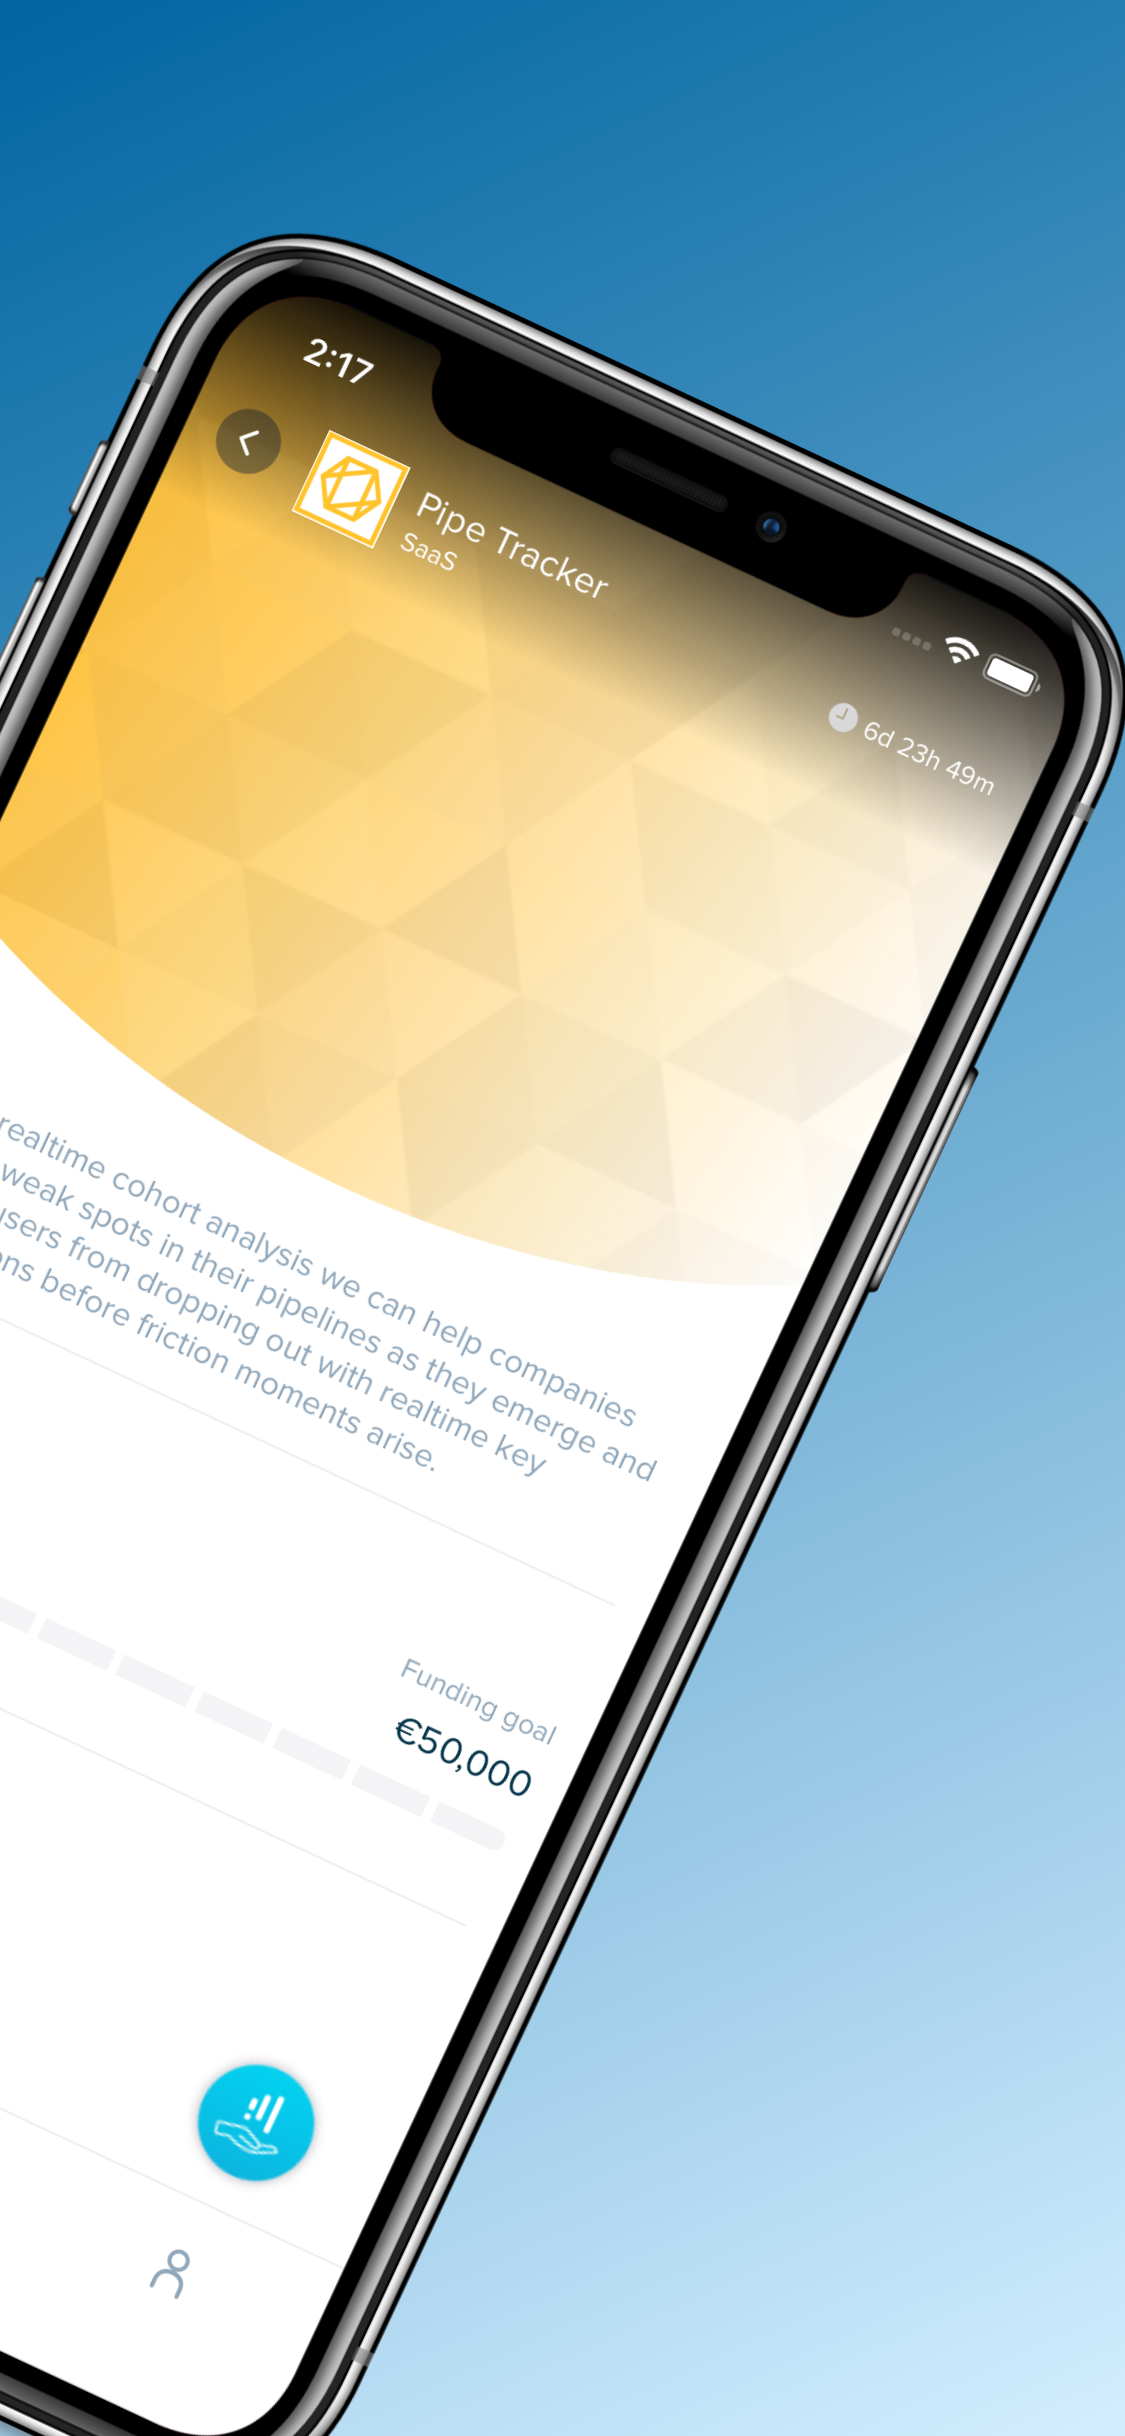 2:17
Pipe Tracker
SaaS
6d 23h 49m
realtime cohort analysis we can help companies
weak spots in their pipelines as they emerge and
from dropping out with realtime key
before friction moments arise.
Funding goal
€50,000